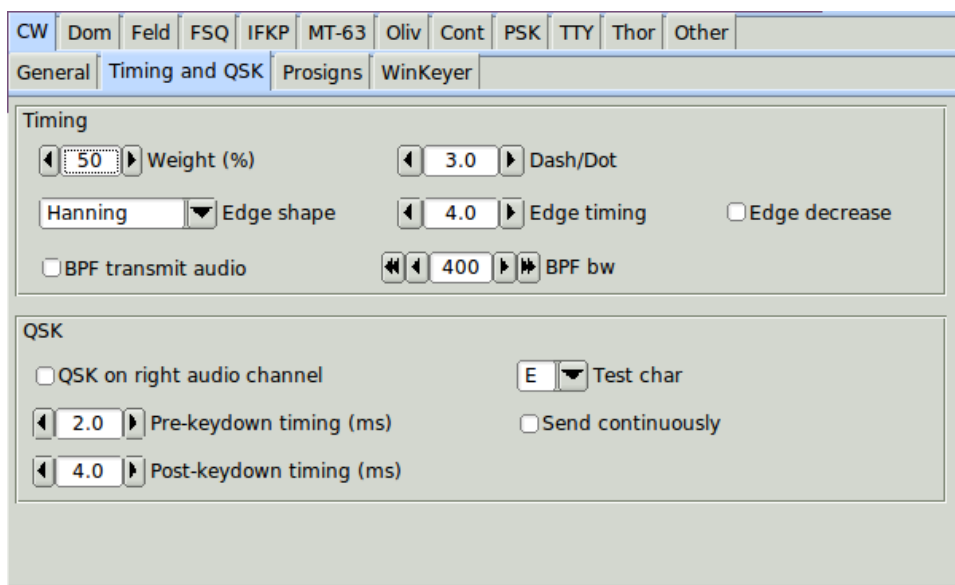 CW Dom Feld FSQ IFKP MT-63 Oliv Cont PSK TTY Thor Other
General Timing and QSK Prosigns WinKeyer
Timing
50 Weight (%) 3.0 Dash/Dot
Hanning Edge shape 4.0 Edge timing Edge decrease
BPF transmit audio 400 BPF bw
QSK
QSK on right audio channel E Test char
2.0 Pre-keydown timing (ms) Send continuously
4.0 Post-keydown timing (ms)